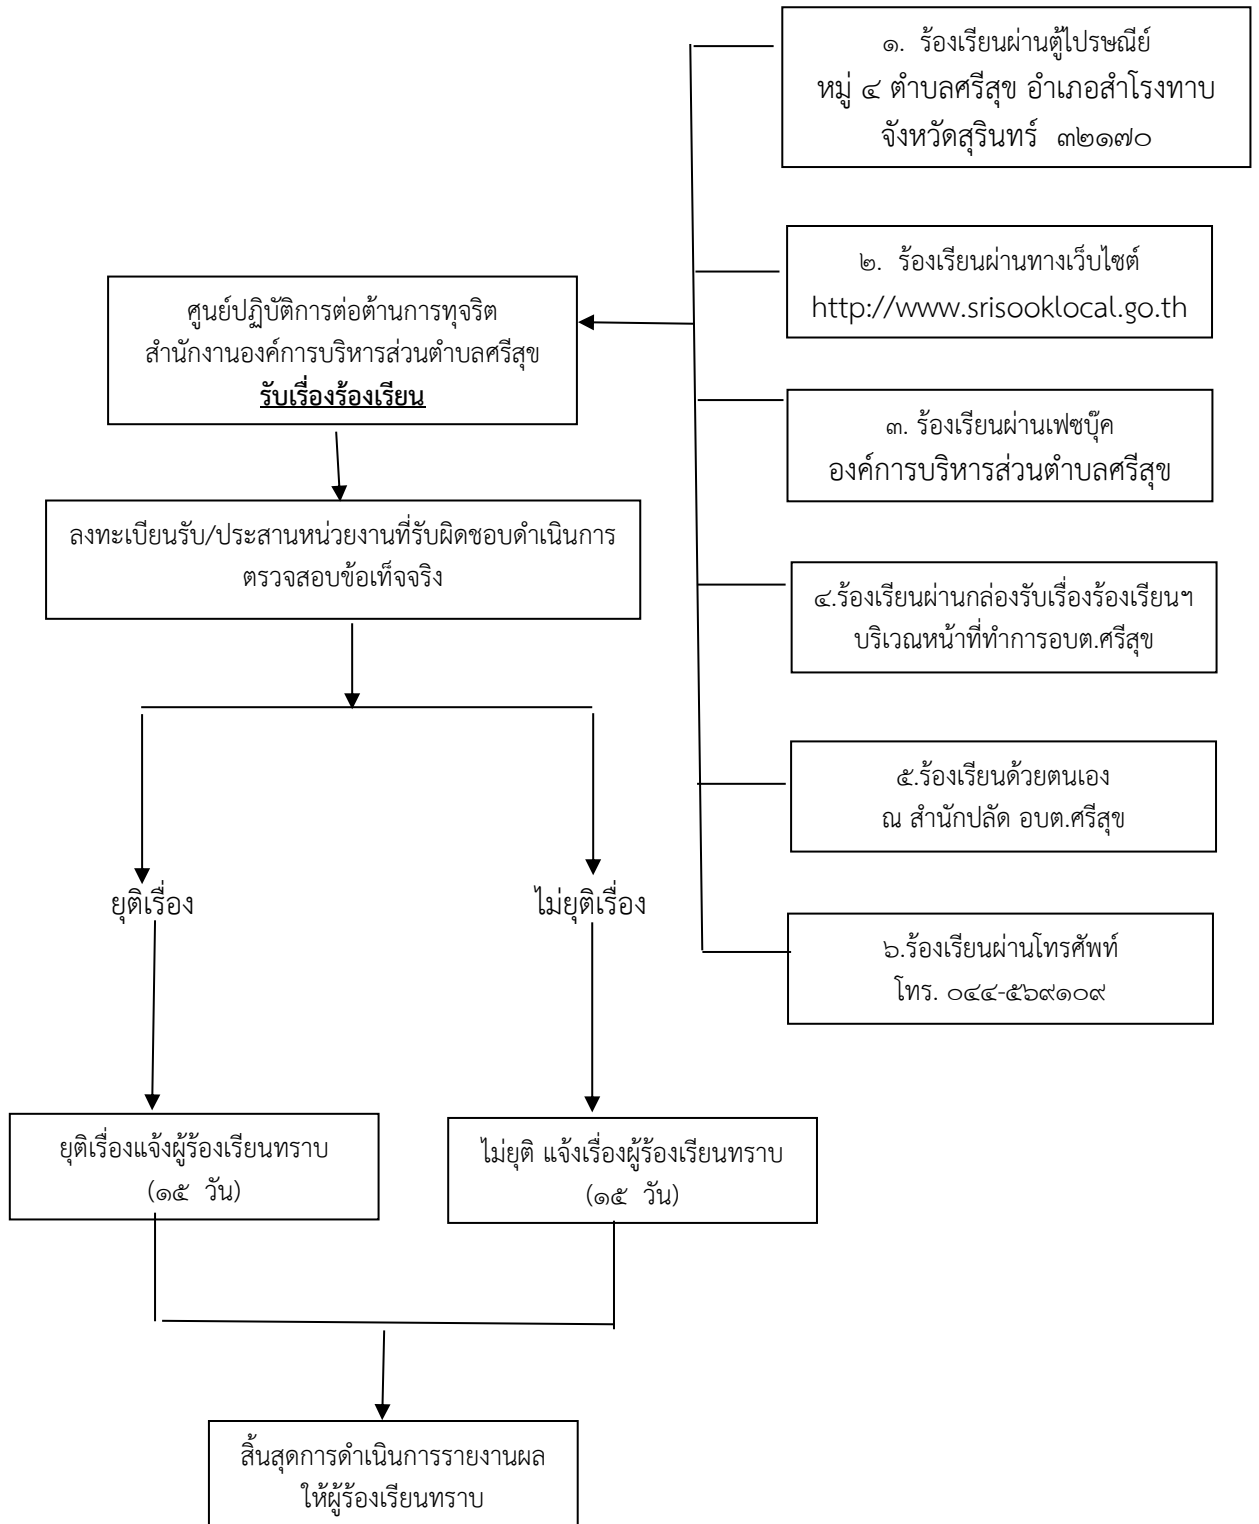 ๑. ร้องเรียนผ่านตู้ไปรษณีย์
หมู่ ๔ ตำบลศรีสุข อำเภอสำโรงทาบ
จังหวัดสุรินทร์ ๓๒๑๗๐
๒. ร้องเรียนผ่านทางเว็บไซต์
http://www.srisooklocal.go.th
ศูนย์ปฏิบัติการต่อต้านการทุจริต
สำนักงานองค์การบริหารส่วนตำบลศรีสุข
รับเรื่องร้องเรียน
๓. ร้องเรียนผ่านเฟซบุ๊ค
องค์การบริหารส่วนตำบลศรีสุข
ลงทะเบียนรับ/ประสานหน่วยงานที่รับผิดชอบดำเนินการ
ตรวจสอบข้อเท็จจริง
๔.ร้องเรียนผ่านกล่องรับเรื่องร้องเรียนฯ
บริเวณหน้าที่ทำการอบต.ศรีสุข
๕.ร้องเรียนด้วยตนเอง
ณ สำนักปลัด อบต.ศรีสุข
๖.ร้องเรียนผ่านโทรศัพท์
โทร. ๐๔๔-๕๖๙๑๐๙
ยุติเรื่อง
ไม่ยุติเรื่อง
ยุติเรื่องแจ้งผู้ร้องเรียนทราบ
(๑๕ วัน)
ไม่ยุติ แจ้งเรื่องผู้ร้องเรียนทราบ
(๑๕ วัน)
สิ้นสุดการดำเนินการรายงานผล
ให้ผู้ร้องเรียนทราบ